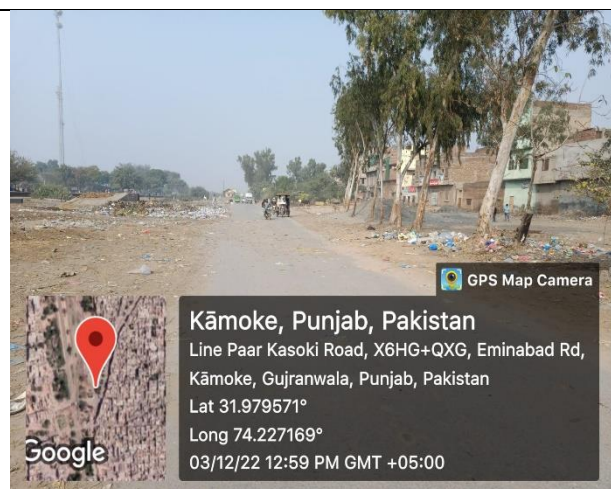 GPS Map Camera
Kāmoke, Punjab, Pakistan
Line Paar Kasoki Road, X6HG+QXG, Eminabad Rd,
Kāmoke, Gujranwala, Punjab, Pakistan
Lat 31.979571°
Long 74.227169°
03/12/22 12:59 PM GMT +05:00
Google